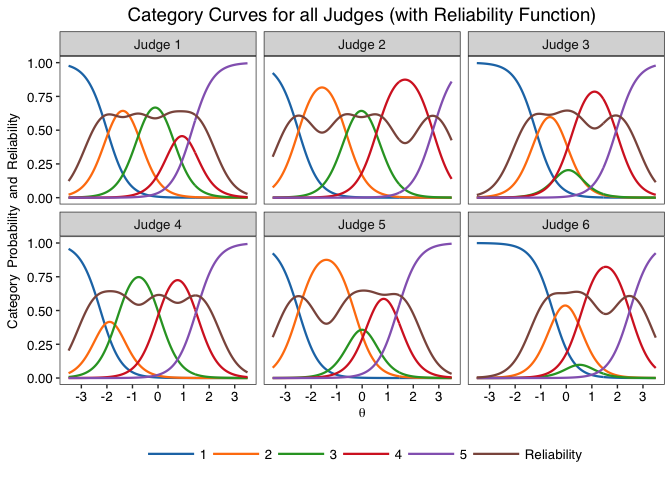 Category Curves for all Judges (with Reliability Function)
Judge 1 Judge 2 Judge 3
1.00
0.75
0.50
0.25
0.00
Judge 4 Judge 5 Judge 6
1.00
0.75
0.50
0.25
0.00
Category Probability and Reliability
-3 -2 -1 0 1 2 3 -3 -2 -1 0 1 2 3 -3 -2 -1 0 1 2 3
θ
1 2 3 4 5 Reliability